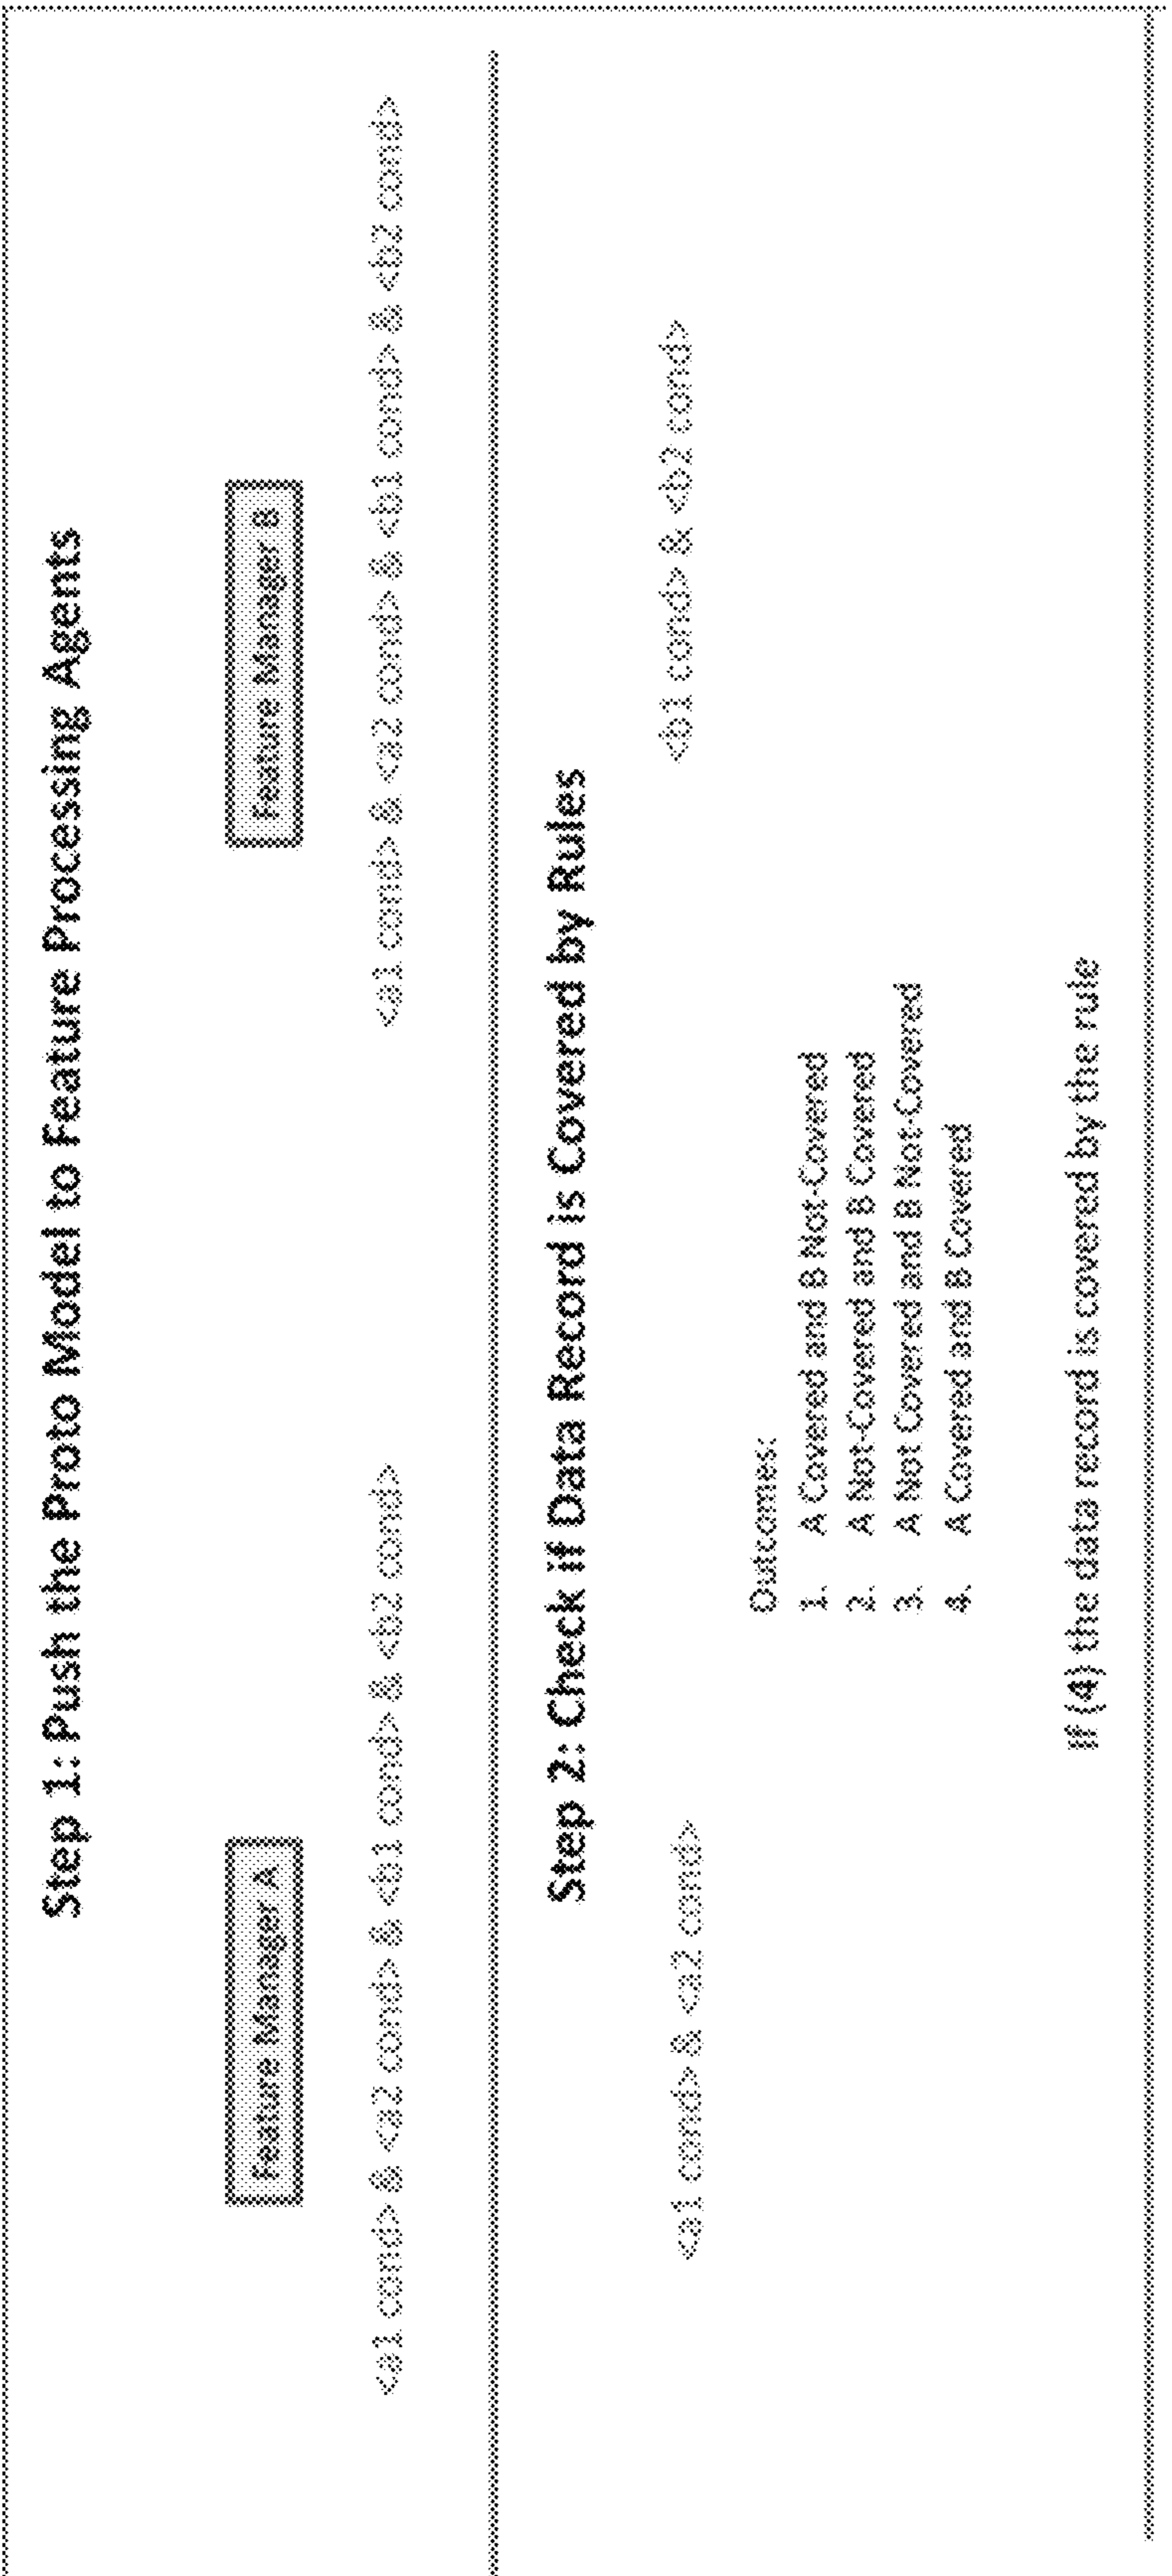 Step 1: Push the Proto Model to Feature Processing Agents
Feature Manager A
Feature Manager B
<a1 cond> & <a2 cond> & <b1 cond> & <b2 cond>
<a1 cond> & <a2 cond> & <b1 cond> & <b2 cond>
Step 2: Check if Data Record is Covered by Rules
<a1 cond> & <a2 cond>
<b1 cond> & <b2 cond>
Outcomes:
1. A Covered and B Not-Covered
2. A Not-Covered and B Covered
3. A Not Covered and B Not-Covered
4. A Covered and B Covered
If (4) the data record is covered by the rule